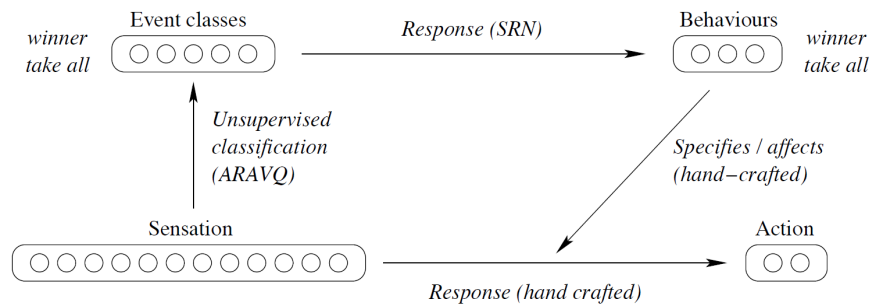 Event classes
Behaviours
winner
take all
Response (SRN)
winner
take all
Unsupervised
classification
(ARAVQ)
Specifies / affects
(hand−crafted)
Sensation
Action
Response (hand crafted)